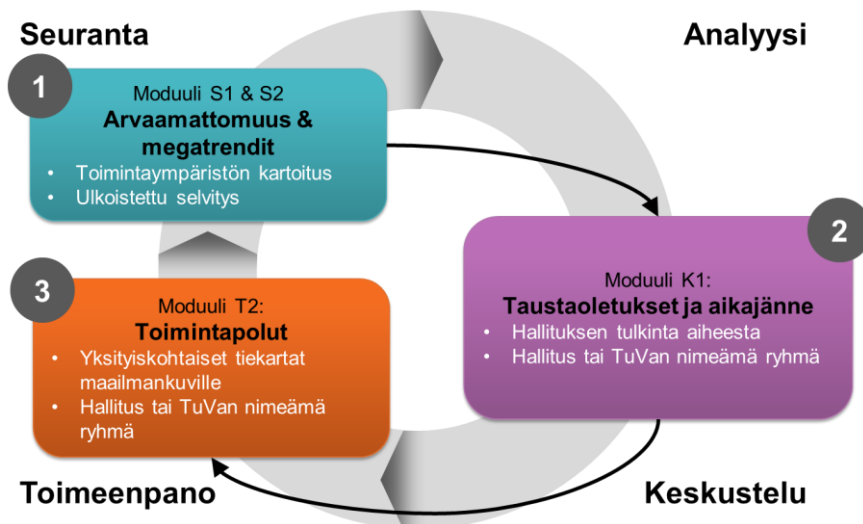 Seuranta
Analyysi
1
Moduuli S1 & S2
Arvaamattomuus &
megatrendit
• Toimintaympäristön kartoitus
• Ulkoistettu selvitys
2
Moduuli K1:
Taustaoletukset ja aikajänne
• Hallituksen tulkinta aiheesta
• Hallitus tai TuVan nimeämä ryhmä
3
Moduuli T2:
Toimintapolut
• Yksityiskohtaiset tiekartat
maailmankuville
• Hallitus tai TuVan nimeämä
ryhmä
Toimeenpano
Keskustelu